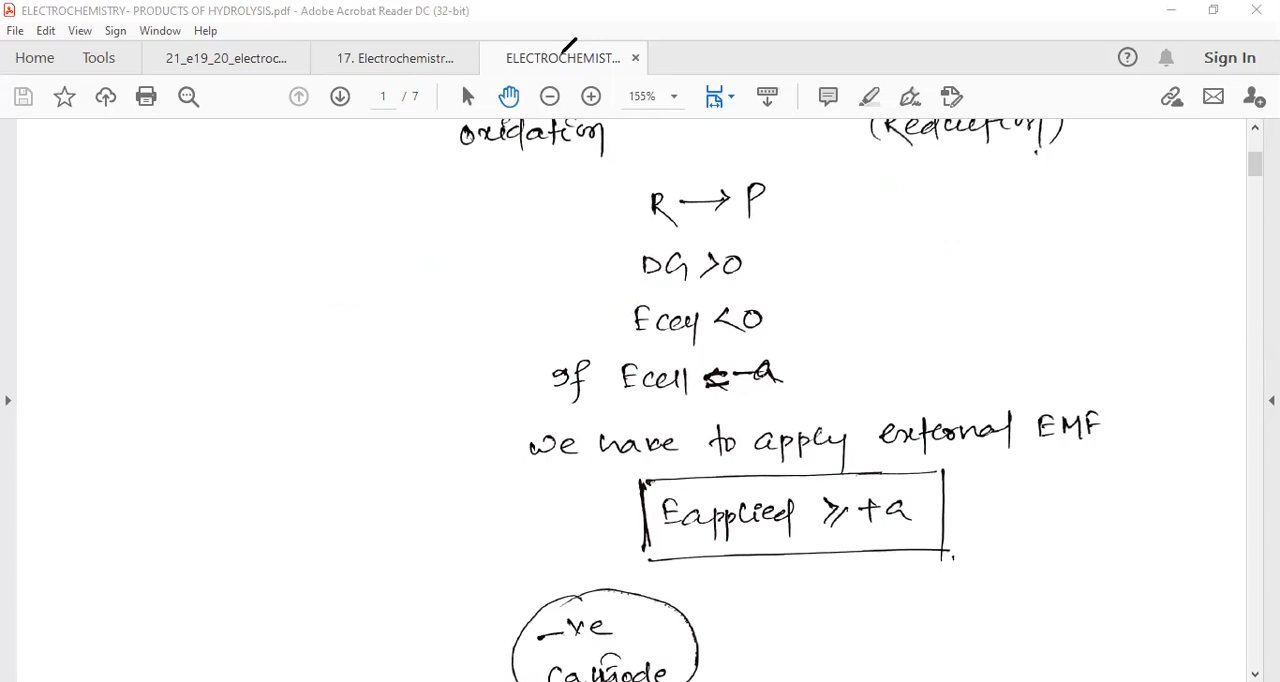 ELECTROCHEMISTRY- PRODUCTS OF HYDROLYSIS.pdf - Adobe Acrobat Reader DC (32-bit)
File Edit View Sign Window Help
Home Tools 21_e19_20_electroc... 17. Electrochemistr... ELECTROCHEMIST... ×
Sign In
1 / 7 155%
oxidation (Reduction)
R → P
DG >0
Ecell <0
If Ecell = -a
we have to apply external EMF
Eapplied ≥ +a
-ve
Cathode